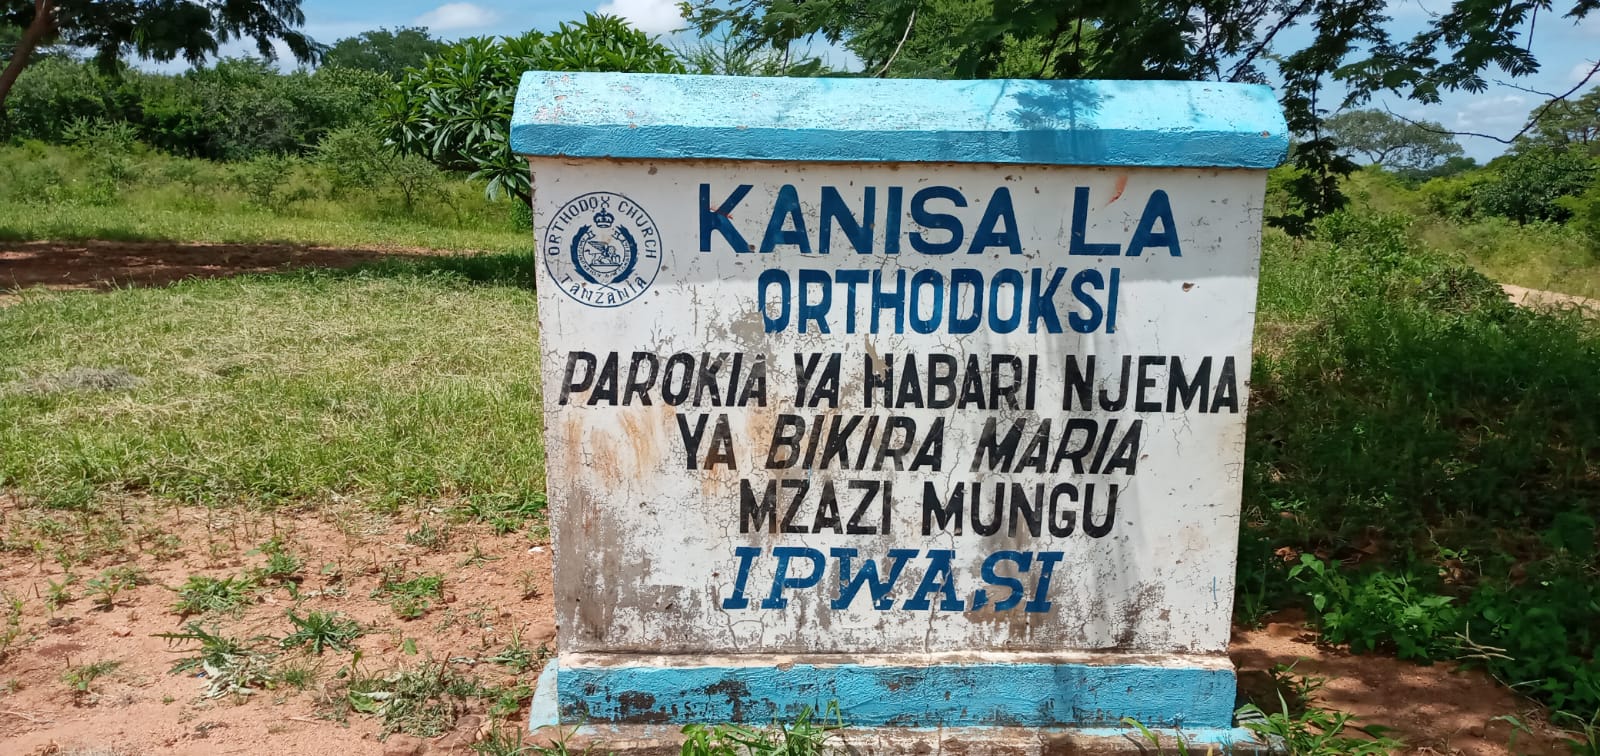 ORTHODOX CHURCH
TANZANIA
KANISA LA
ORTHODOKSI
PAROKIA YA HABARI NJEMA
YA BIKIRA MARIA
MZAZI MUNGU
IPWASI